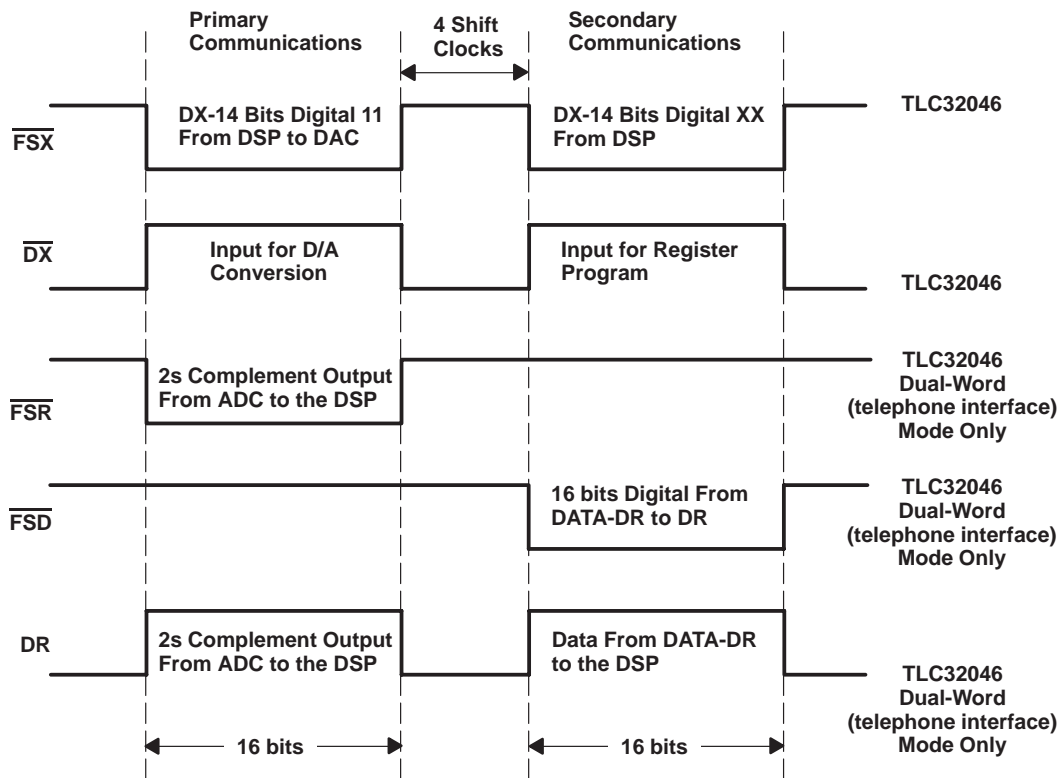 Primary
Communications
4 Shift
Clocks
Secondary
Communications
FSX
DX-14 Bits Digital 11
From DSP to DAC
DX-14 Bits Digital XX
From DSP
TLC32046
DX
Input for D/A
Conversion
Input for Register
Program
TLC32046
FSR
2s Complement Output
From ADC to the DSP
TLC32046
Dual-Word
(telephone interface)
Mode Only
FSD
16 bits Digital From
DATA-DR to DR
TLC32046
Dual-Word
(telephone interface)
Mode Only
DR
2s Complement Output
From ADC to the DSP
Data From DATA-DR
to the DSP
TLC32046
Dual-Word
(telephone interface)
Mode Only
16 bits
16 bits